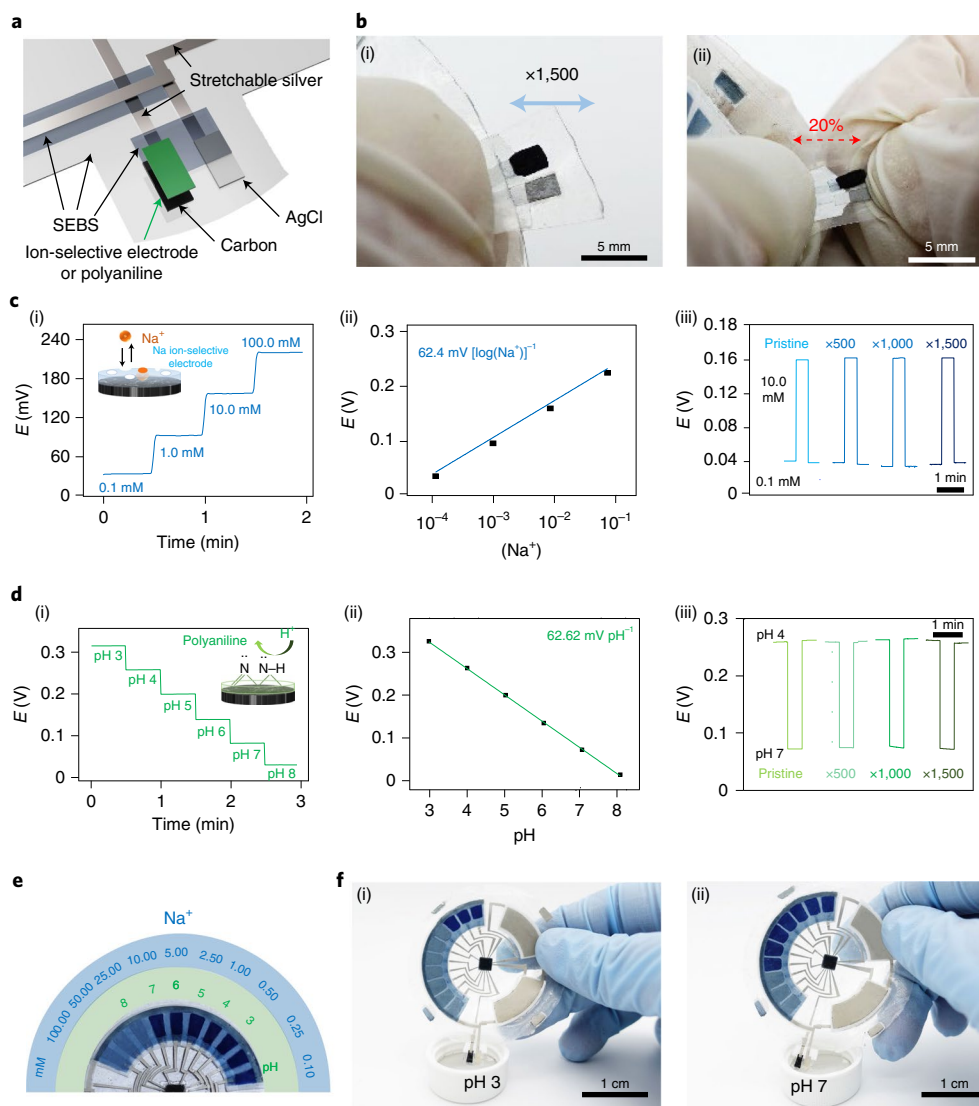 a
Stretchable silver
SEBS
AgCl
Carbon
Ion-selective electrode
or polyaniline
b
(i)
×1,500
5 mm
(ii)
20%
5 mm
c
(i)
240
180
120
60
0
E (mV)
Na⁺
Na ion-selective
electrode
100.0 mM
10.0 mM
1.0 mM
0.1 mM
0
1
2
Time (min)
(ii)
0.3
0.2
0.1
0
E (V)
62.4 mV [log(Na⁺)]⁻¹
10⁻⁴
10⁻³
10⁻²
10⁻¹
(Na⁺)
(iii)
0.18
0.16
0.12
0.08
0.04
0
E (V)
Pristine
×500
×1,000
×1,500
10.0
mM
0.1 mM
1 min
d
(i)
0.3
0.2
0.1
0
E (V)
Polyaniline
H⁺
N̈ N̈–H
pH 3
pH 4
pH 5
pH 6
pH 7
pH 8
0
1
2
3
Time (min)
(ii)
0.3
0.2
0.1
0
E (V)
62.62 mV pH⁻¹
3
4
5
6
7
8
pH
(iii)
0.3
0.2
0.1
0
E (V)
pH 4
1 min
pH 7
Pristine
×500
×1,000
×1,500
e
Na⁺
mM
100.00
50.00
25.00
10.00
5.00
2.50
1.00
0.50
0.25
0.10
8
7
6
5
4
3
pH
f
(i)
pH 3
1 cm
(ii)
pH 7
1 cm